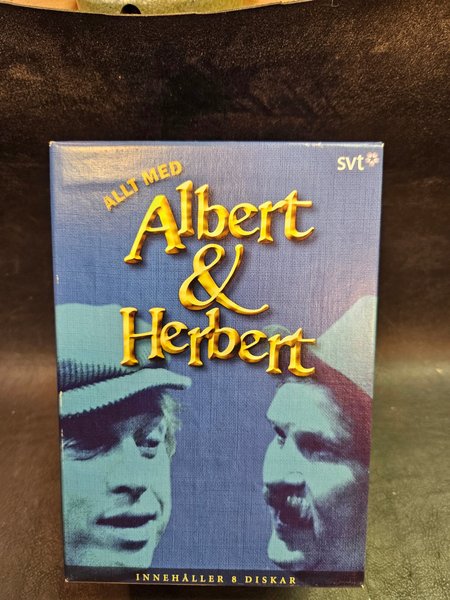 svt
ALLT MED
Albert
&
Herbert
INNEHÅLLER 8 DISKAR